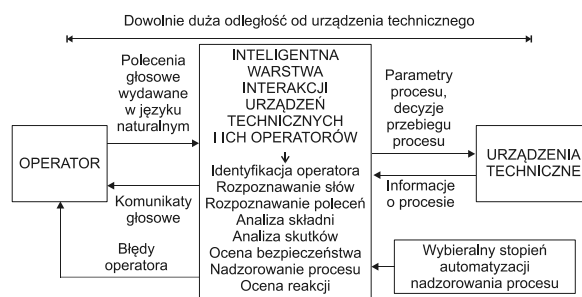 Dowolnie duża odległość od urządzenia technicznego
Polecenia
głosowe
wydawane
w języku
naturalnym
OPERATOR
Komunikaty
głosowe
Błędy
operatora
INTELIGENTNA
WARSTWA
INTERAKCJI
URZĄDZEŃ
TECHNICZNYCH
I ICH OPERATORÓW
Identyfikacja operatora
Rozpoznawanie słów
Rozpoznawanie poleceń
Analiza składni
Analiza skutków
Ocena bezpieczeństwa
Nadzorowanie procesu
Ocena reakcji
Parametry
procesu,
decyzje
przebiegu
procesu
Informacje
o procesie
URZĄDZENIA
TECHNICZNE
Wybieralny stopień
automatyzacji
nadzorowania procesu